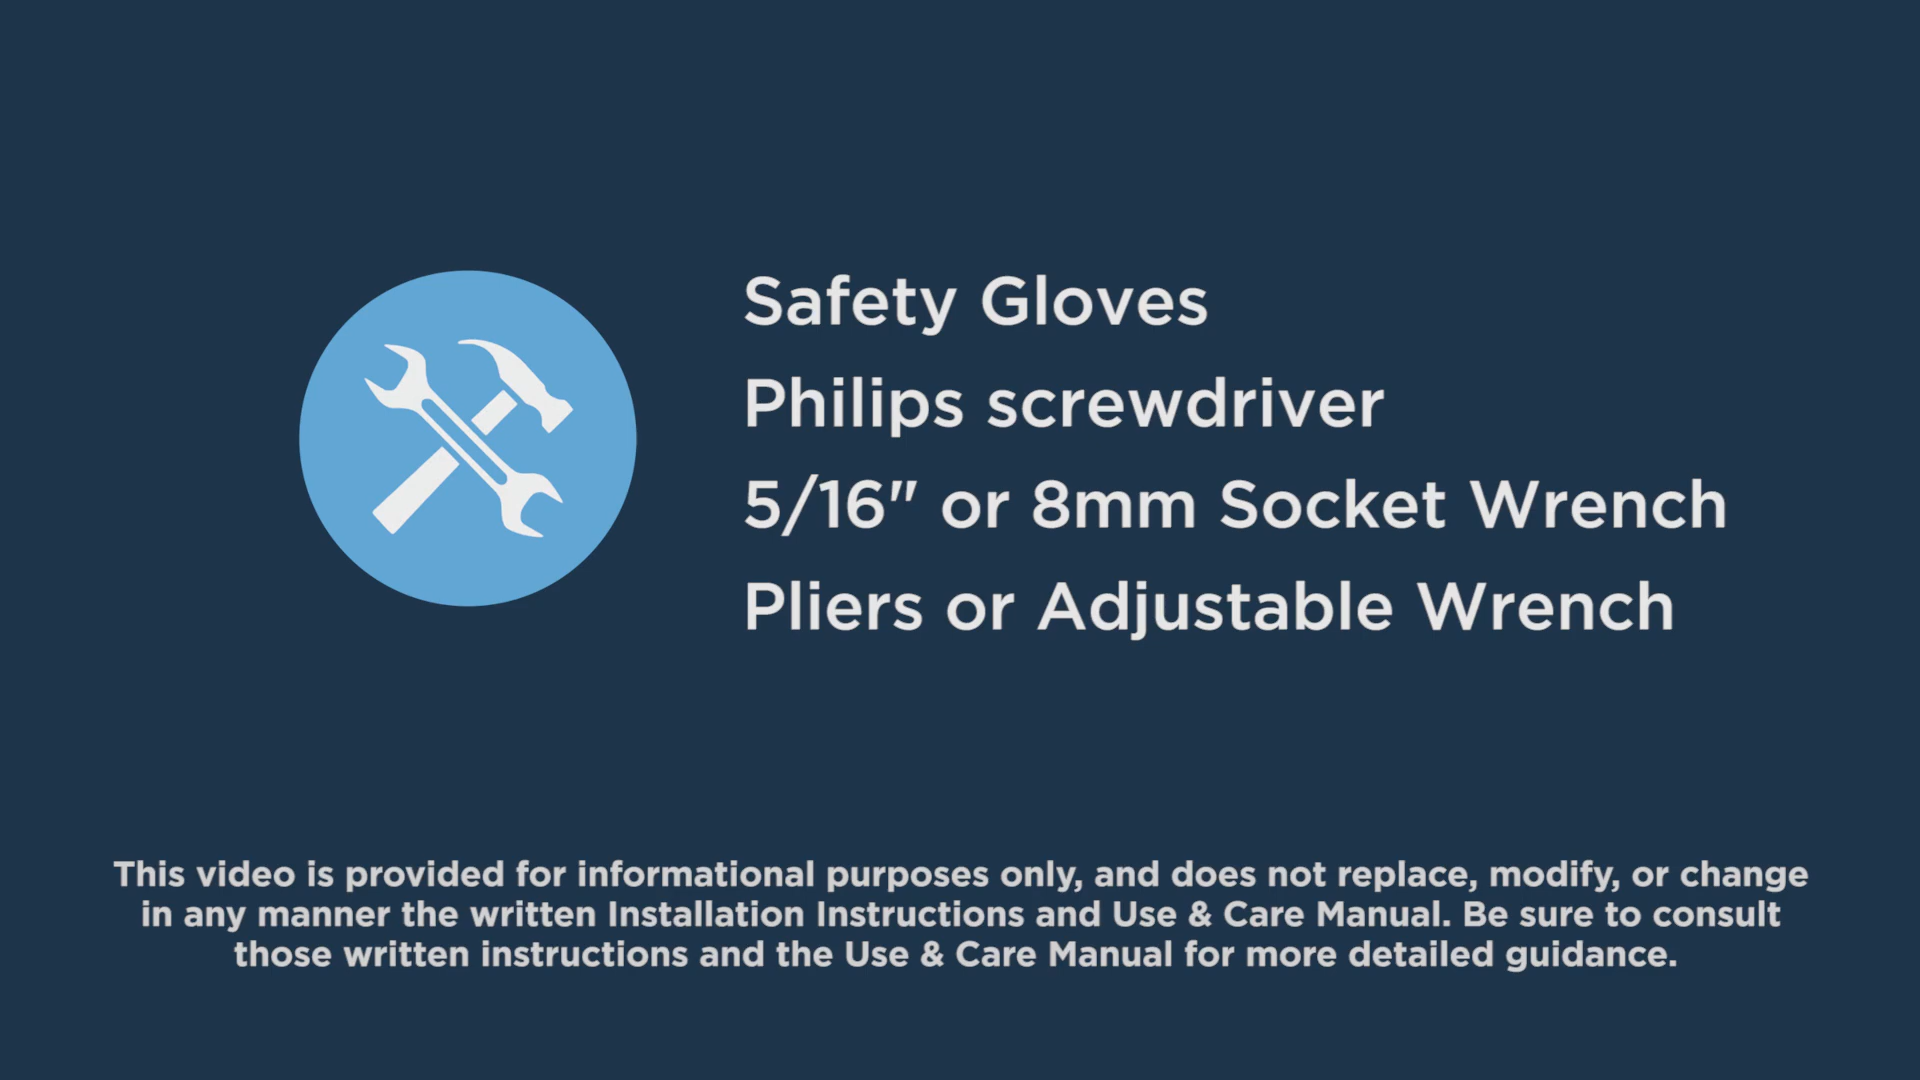 Safety Gloves
Philips screwdriver
5/16" or 8mm Socket Wrench
Pliers or Adjustable Wrench
This video is provided for informational purposes only, and does not replace, modify, or change
in any manner the written Installation Instructions and Use & Care Manual. Be sure to consult
those written instructions and the Use & Care Manual for more detailed guidance.